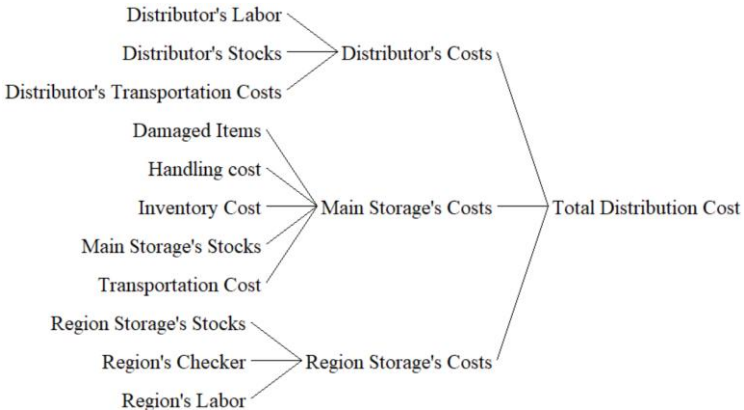 Distributor's Labor
Distributor's Stocks
Distributor's Costs
Distributor's Transportation Costs
Damaged Items
Handling cost
Inventory Cost
Main Storage's Costs
Total Distribution Cost
Main Storage's Stocks
Transportation Cost
Region Storage's Stocks
Region's Checker
Region Storage's Costs
Region's Labor